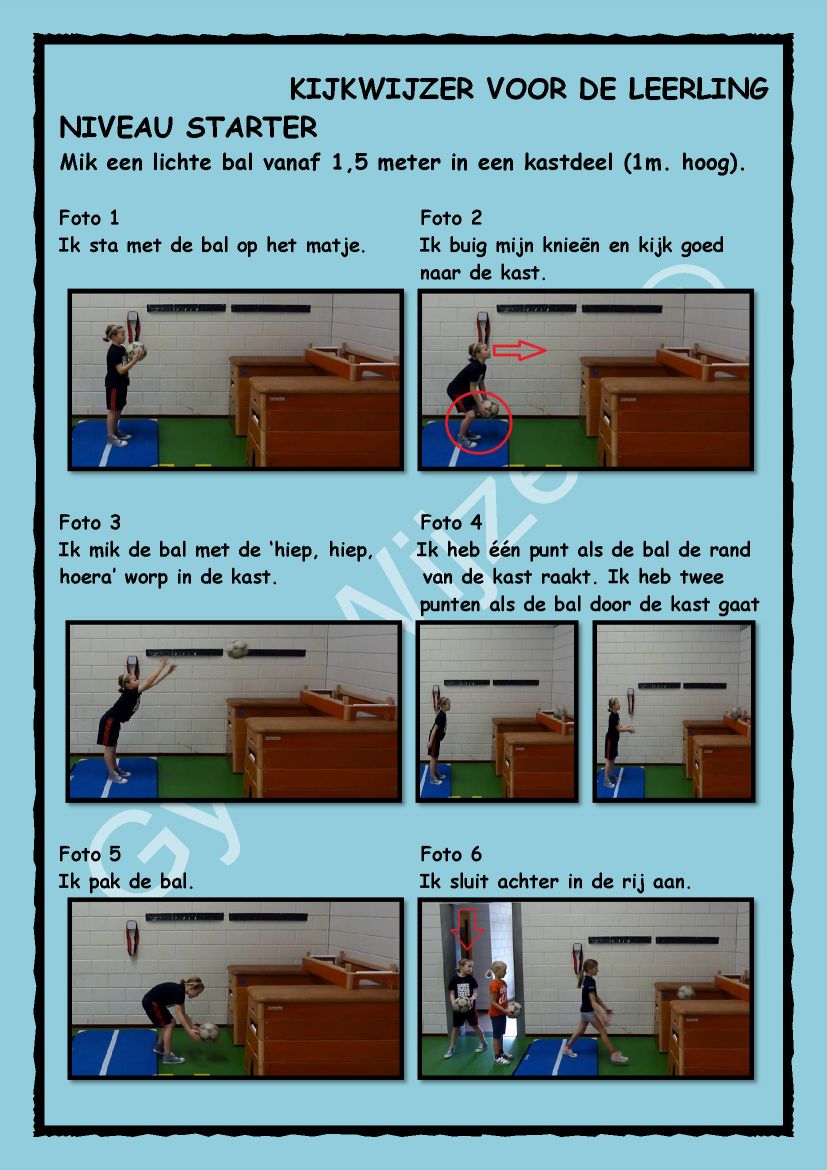 KIJKWIJZER VOOR DE LEERLING
NIVEAU STARTER
Mik een lichte bal vanaf 1,5 meter in een kastdeel (1m. hoog).
Foto 1
Ik sta met de bal op het matje.
Foto 2
Ik buig mijn knieën en kijk goed
naar de kast.
Foto 3
Ik mik de bal met de ‘hiep, hiep,
hoera’ worp in de kast.
Foto 4
Ik heb één punt als de bal de rand
van de kast raakt. Ik heb twee
punten als de bal door de kast gaat
Foto 5
Ik pak de bal.
Foto 6
Ik sluit achter in de rij aan.